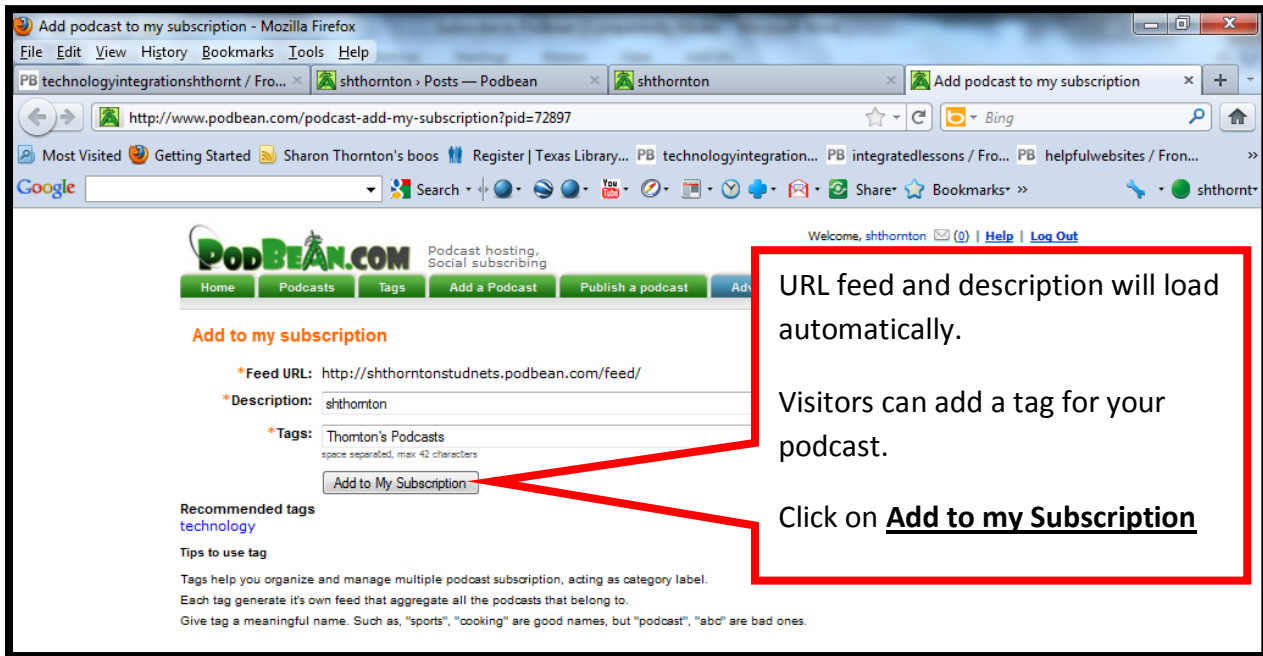 Add podcast to my subscription - Mozilla Firefox
File Edit View History Bookmarks Tools Help
PB technologyintegrationshthornt / Fro... × shthornton › Posts — Podbean × shthornton × Add podcast to my subscription × +
http://www.podbean.com/podcast-add-my-subscription?pid=72897 Bing
Most Visited Getting Started Sharon Thornton's boos Register | Texas Library... PB technologyintegration... PB integratedlessons / Fro... PB helpfulwebsites / Fron... »
Google Search You Tube Share Bookmarks » shthornt
PODBEAN.COM Podcast hosting,
Social subscribing
Welcome, shthornton (0) | Help | Log Out
Home Podcasts Tags Add a Podcast Publish a podcast Adv
Add to my subscription
*Feed URL: http://shthorntonstudnets.podbean.com/feed/
*Description: shthornton
*Tags: Thornton's Podcasts
space separated, max 42 characters
Add to My Subscription
Recommended tags
technology
Tips to use tag
Tags help you organize and manage multiple podcast subscription, acting as category label.
Each tag generate it's own feed that aggregate all the podcasts that belong to.
Give tag a meaningful name. Such as, "sports", "cooking" are good names, but "podcast", "abc" are bad ones.
URL feed and description will load
automatically.
Visitors can add a tag for your
podcast.
Click on Add to my Subscription